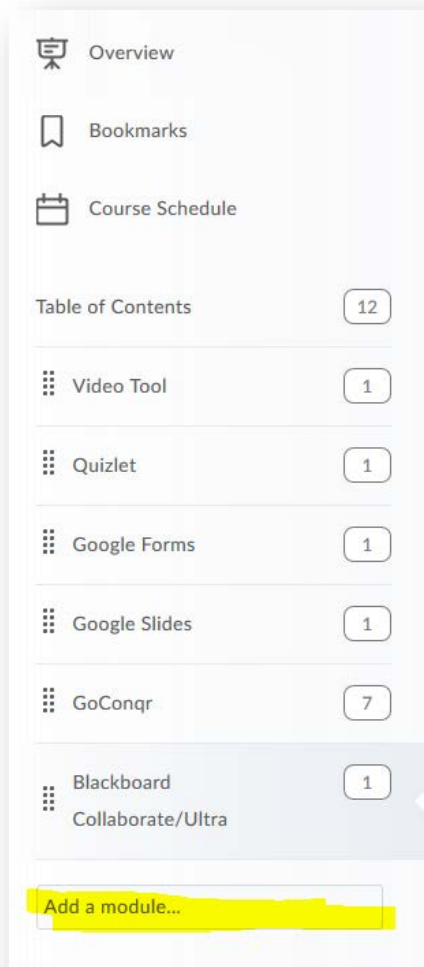 Overview
Bookmarks
Course Schedule
Table of Contents 12
Video Tool 1
Quizlet 1
Google Forms 1
Google Slides 1
GoConqr 7
Blackboard 1
Collaborate/Ultra
Add a module...